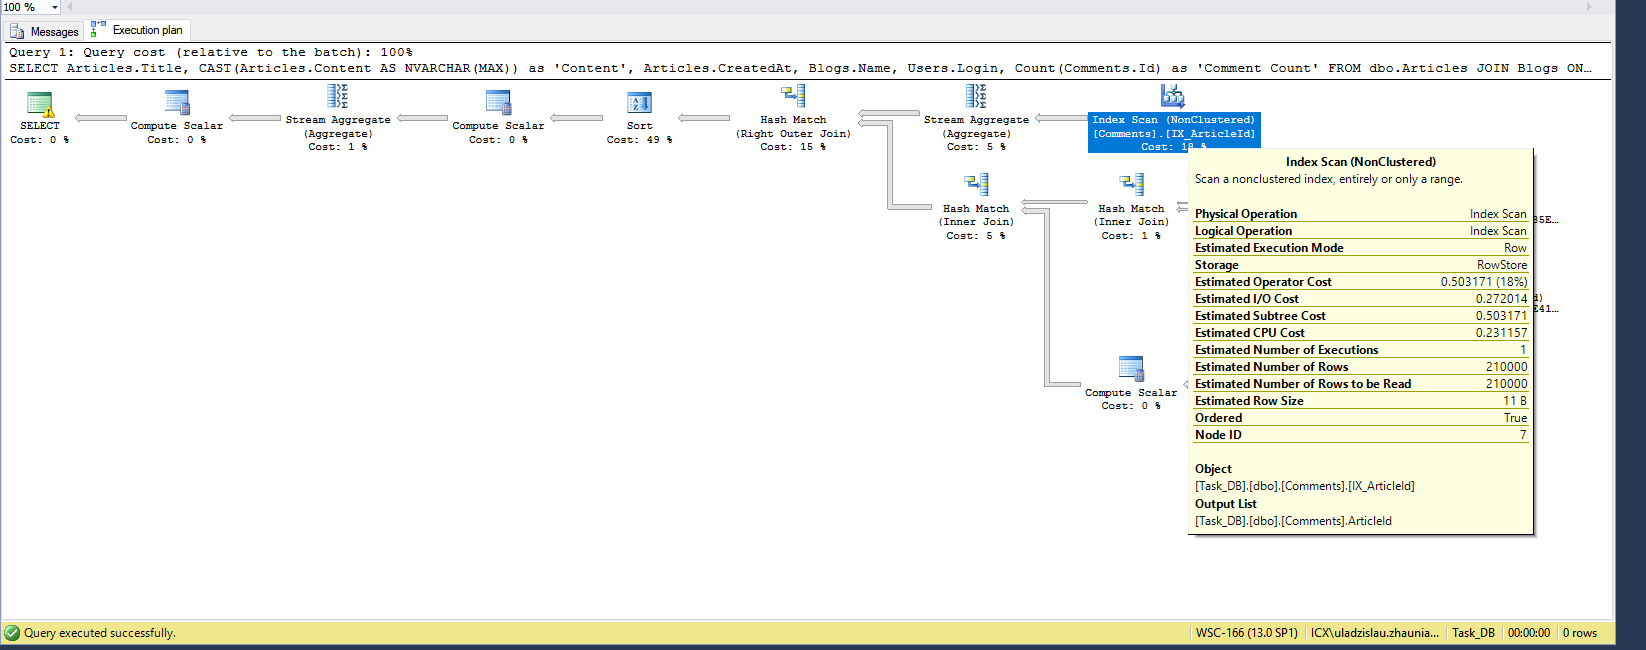 100 %
Messages
Execution plan
Query 1: Query cost (relative to the batch): 100%
SELECT Articles.Title, CAST(Articles.Content AS NVARCHAR(MAX)) as 'Content', Articles.CreatedAt, Blogs.Name, Users.Login, Count(Comments.Id) as 'Comment Count' FROM dbo.Articles JOIN Blogs ON…
SELECT
Cost: 0 %
Compute Scalar
Cost: 0 %
Stream Aggregate
(Aggregate)
Cost: 1 %
Compute Scalar
Cost: 0 %
Sort
Cost: 49 %
Hash Match
(Right Outer Join)
Cost: 15 %
Stream Aggregate
(Aggregate)
Cost: 5 %
Index Scan (NonClustered)
[Comments].[IX_ArticleId]
Cost: 18 %
Hash Match
(Inner Join)
Cost: 5 %
Hash Match
(Inner Join)
Cost: 1 %
Compute Scalar
Cost: 0 %
Index Scan (NonClustered)
Scan a nonclustered index, entirely or only a range.
Physical Operation Index Scan
Logical Operation Index Scan
Estimated Execution Mode Row
Storage RowStore
Estimated Operator Cost 0.503171 (18%)
Estimated I/O Cost 0.272014
Estimated Subtree Cost 0.503171
Estimated CPU Cost 0.231157
Estimated Number of Executions 1
Estimated Number of Rows 210000
Estimated Number of Rows to be Read 210000
Estimated Row Size 11 B
Ordered True
Node ID 7
Object
[Task_DB].[dbo].[Comments].[IX_ArticleId]
Output List
[Task_DB].[dbo].[Comments].ArticleId
Query executed successfully.
WSC-166 (13.0 SP1)
ICX\uladzislau.zhaunia...
Task_DB
00:00:00
0 rows